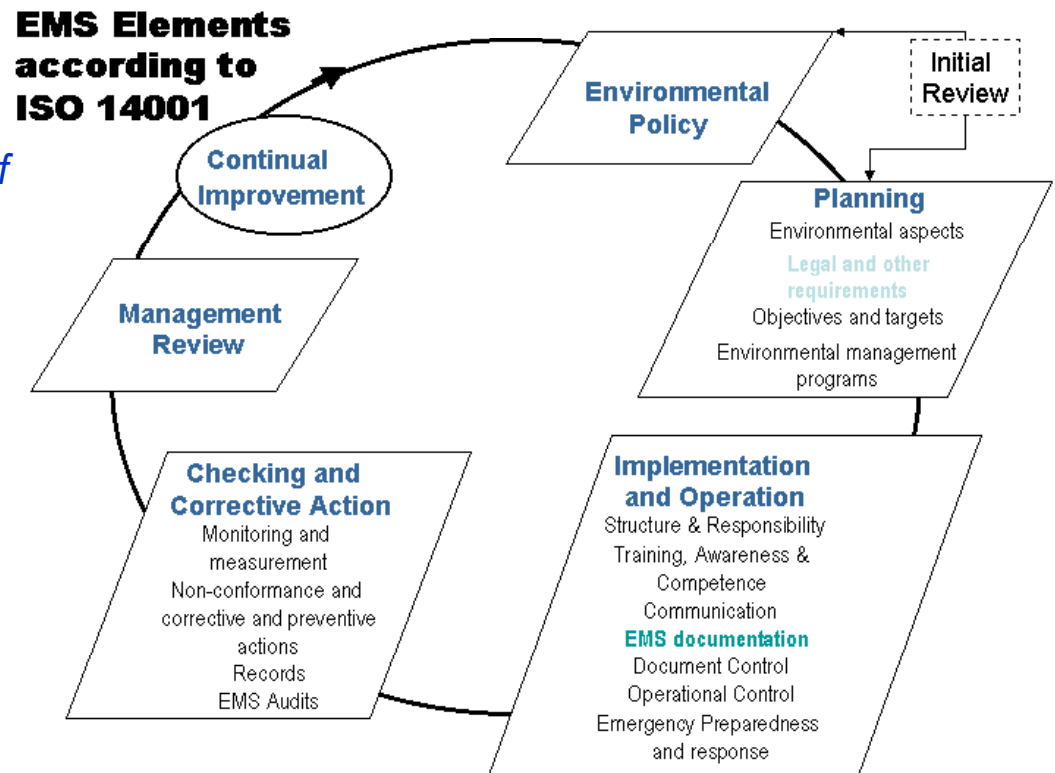 EMS Elements
according to
ISO 14001
f
Initial
Review
Environmental
Policy
Continual
Improvement
Planning
Environmental aspects
Legal and other
requirements
Objectives and targets
Environmental management
programs
Management
Review
Implementation
and Operation
Structure & Responsibility
Training, Awareness &
Competence
Communication
EMS documentation
Document Control
Operational Control
Emergency Preparedness
and response
Checking and
Corrective Action
Monitoring and
measurement
Non-conformance and
corrective and preventive
actions
Records
EMS Audits